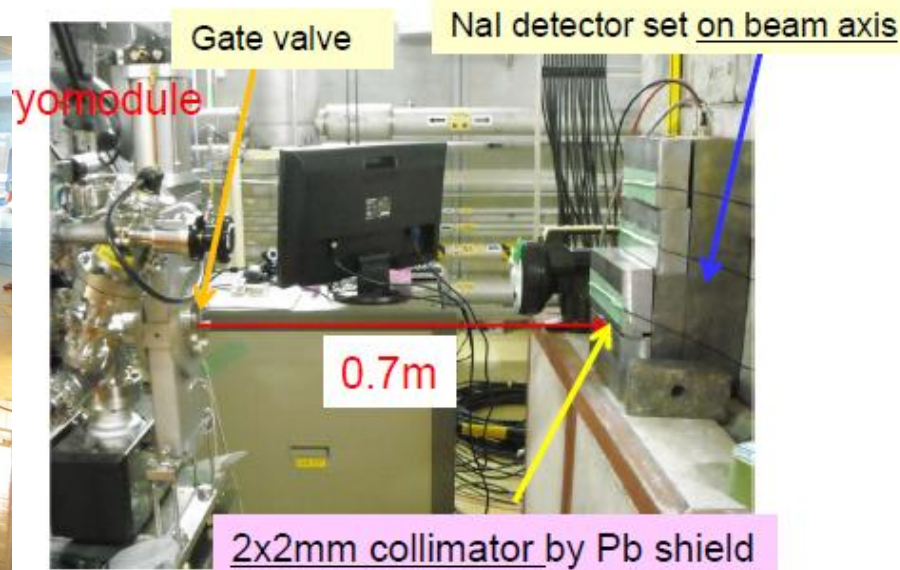 Gate valve
NaI detector set on beam axis
yomodule
0.7m
2x2mm collimator by Pb shield